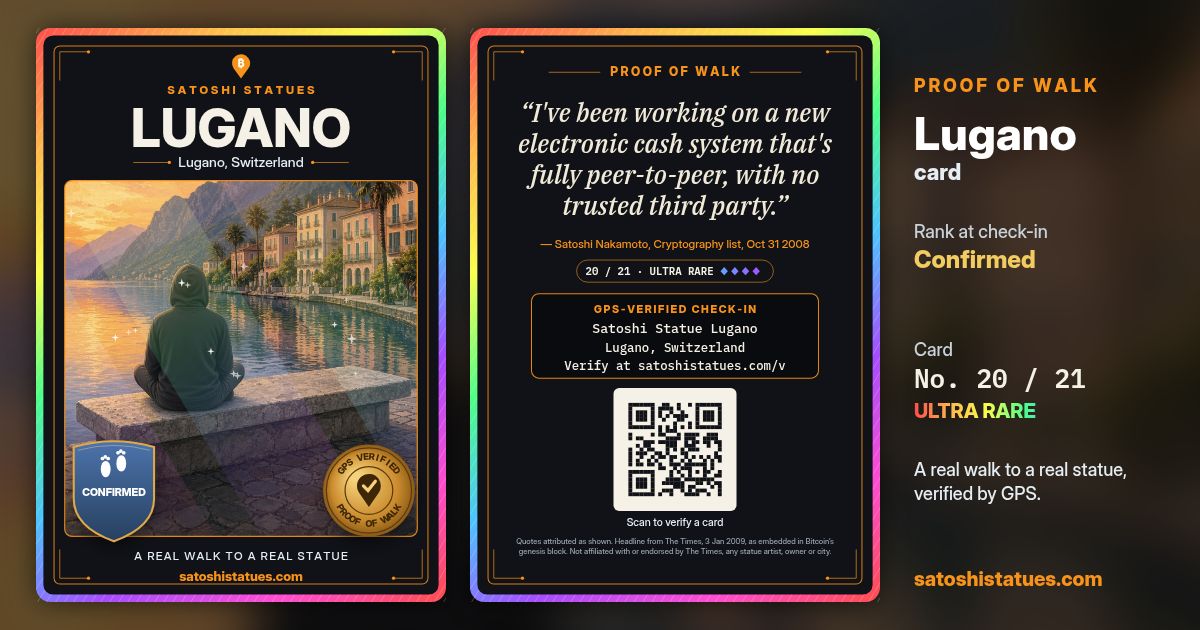 SATOSHI STATUES
LUGANO
Lugano, Switzerland
CONFIRMED
GPS VERIFIED
PROOF OF WALK
A REAL WALK TO A REAL STATUE
satoshistatues.com
PROOF OF WALK
“I've been working on a new
electronic cash system that's
fully peer-to-peer, with no
trusted third party.”
— Satoshi Nakamoto, Cryptography list, Oct 31 2008
20 / 21 · ULTRA RARE
GPS-VERIFIED CHECK-IN
Satoshi Statue Lugano
Lugano, Switzerland
Verify at satoshistatues.com/v
Scan to verify a card
Quotes attributed as shown. Headline from The Times, 3 Jan 2009, as embedded in Bitcoin's
genesis block. Not affiliated with or endorsed by The Times, any statue artist, owner or city.
PROOF OF WALK
Lugano
card
Rank at check-in
Confirmed
Card
No. 20 / 21
ULTRA RARE
A real walk to a real statue,
verified by GPS.
satoshistatues.com